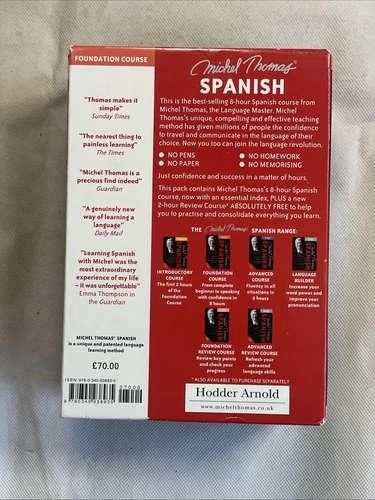 FOUNDATION COURSE
"Thomas makes it
simple"
Sunday Times
"The nearest thing to
painless learning"
The Times
"Michel Thomas is a
precious find indeed"
Guardian
"A genuinely new
way of learning a
language"
Daily Mail
"Learning Spanish
with Michel was the
most extraordinary
experience of my life
– it was unforgettable"
Emma Thompson in
the Guardian
MICHEL THOMAS® SPANISH
is a unique and patented language
learning method
£70.00
ISBN: 978-0-340-93893-5
07000
Michel Thomas®
SPANISH
This is the best-selling 8-hour Spanish course from
Michel Thomas, the Language Master. Michel
Thomas's unique, compelling and effective teaching
method has given millions of people the confidence
to travel and communicate in the language of their
choice. Now you too can join the language revolution.
NO PENS
NO HOMEWORK
NO PAPER
NO MEMORISING
Just confidence and success in a matter of hours.
This pack contains Michel Thomas's 8-hour Spanish
course, now with an essential index, PLUS a new
2-hour Review Course* ABSOLUTELY FREE to help
you to practise and consolidate everything you learn.
THE Michel Thomas® SPANISH RANGE:
INTRODUCTORY
COURSE
The first 2 hours
of the
Foundation
Course
FOUNDATION
COURSE
From complete
beginner to speaking
with confidence in
8 hours
ADVANCED
COURSE
Fluency in all
situations in
5 hours
LANGUAGE
BUILDER
Increase your
word power and
improve your
pronunciation
FOUNDATION
REVIEW COURSE
Review key points
and check your
progress
ADVANCED
REVIEW COURSE
Refresh your
advanced
language skills
*ALSO AVAILABLE TO PURCHASE SEPARATELY
Hodder Arnold
www.michelthomas.co.uk